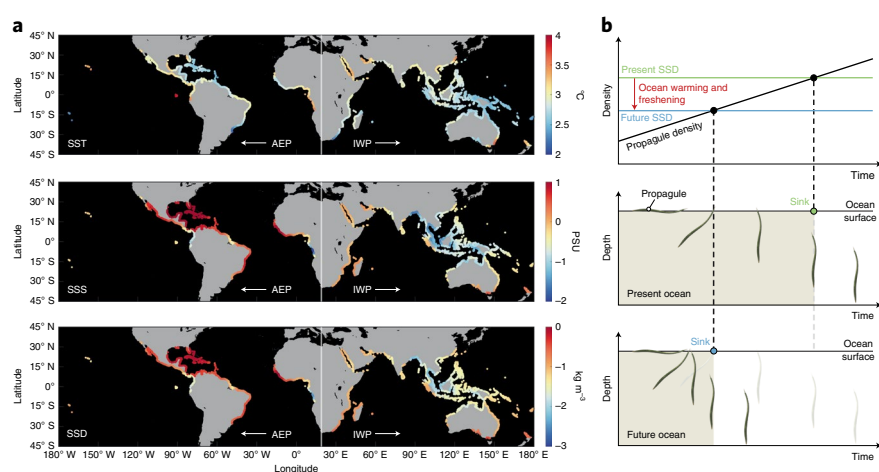 a
45° N
30° N
15° N
0°
15° S
30° S
45° S
Latitude
SST
AEP
IWP
4
3.5
3
2.5
2
°C
45° N
30° N
15° N
0°
15° S
30° S
45° S
Latitude
SSS
AEP
IWP
1
0
−1
−2
PSU
45° N
30° N
15° N
0°
15° S
30° S
45° S
Latitude
SSD
AEP
IWP
0
−1
−2
−3
kg m−3
180° W 150° W 120° W 90° W 60° W 30° W 0° 30° E 60° E 90° E 120° E 150° E 180° E
Longitude
b
Density
Present SSD
Ocean warming and
freshening
Future SSD
Propagule density
Time
Propagule
Sink
Ocean
surface
Depth
Present ocean
Time
Sink
Ocean
surface
Depth
Future ocean
Time